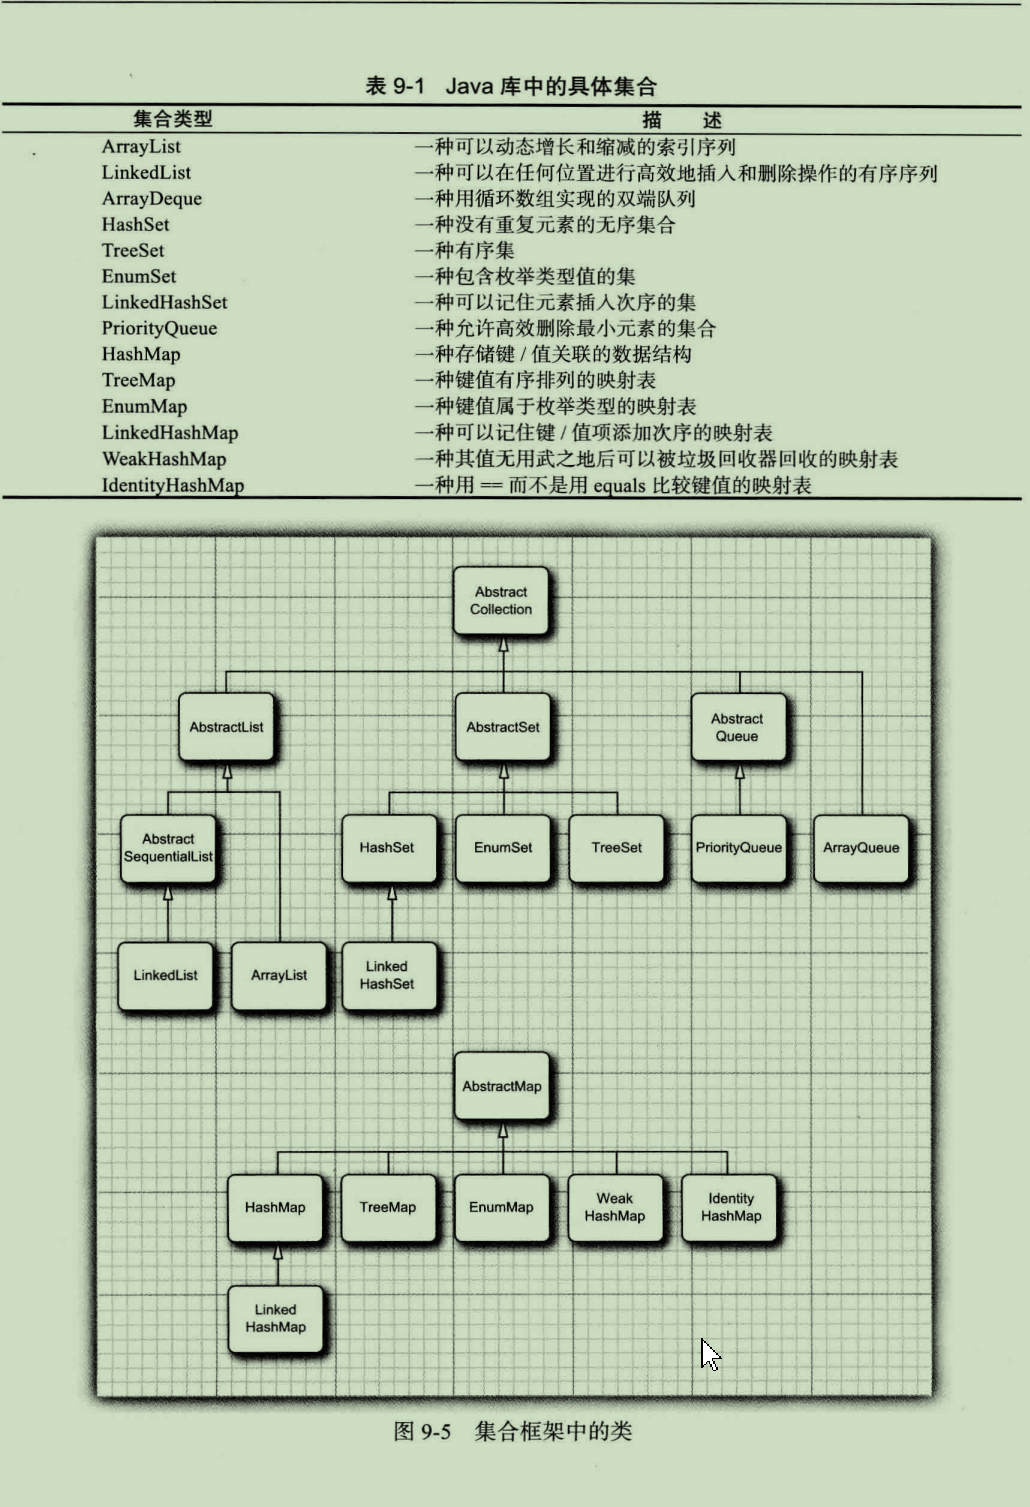 表 9-1 Java 库中的具体集合
集合类型 描 述
ArrayList 一种可以动态增长和缩减的索引序列
LinkedList 一种可以在任何位置进行高效地插入和删除操作的有序序列
ArrayDeque 一种用循环数组实现的双端队列
HashSet 一种没有重复元素的无序集合
TreeSet 一种有序集
EnumSet 一种包含枚举类型值的集
LinkedHashSet 一种可以记住元素插入次序的集
PriorityQueue 一种允许高效删除最小元素的集合
HashMap 一种存储键 / 值关联的数据结构
TreeMap 一种键值有序排列的映射表
EnumMap 一种键值属于枚举类型的映射表
LinkedHashMap 一种可以记住键 / 值项添加次序的映射表
WeakHashMap 一种其值无用武之地后可以被垃圾回收器回收的映射表
IdentityHashMap 一种用 == 而不是用 equals 比较键值的映射表
Abstract
Collection
AbstractList
AbstractSet
Abstract
Queue
Abstract
SequentialList
HashSet
EnumSet
TreeSet
PriorityQueue
ArrayQueue
LinkedList
ArrayList
Linked
HashSet
AbstractMap
HashMap
TreeMap
EnumMap
Weak
HashMap
Identity
HashMap
Linked
HashMap
图 9-5 集合框架中的类